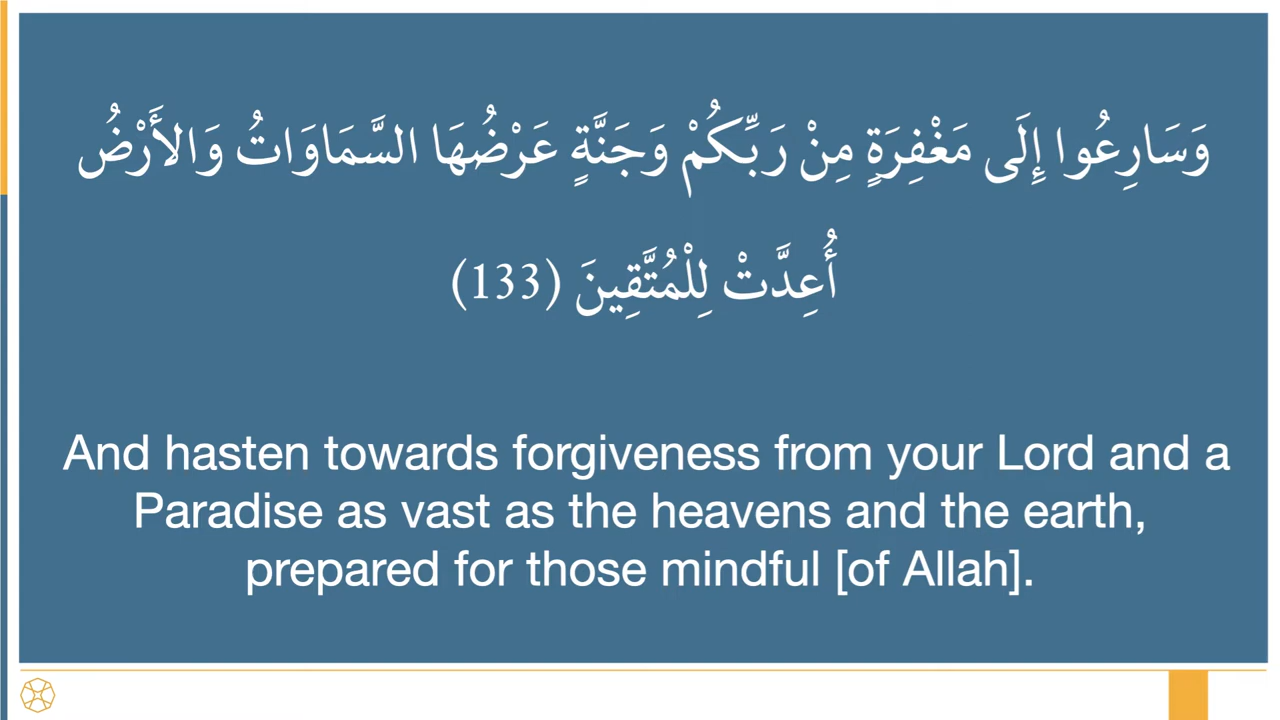 وَسَارِعُوا إِلَى مَغْفِرَةٍ مِنْ رَبِّكُمْ وَجَنَّةٍ عَرْضُهَا السَّمَاوَاتُ وَالأَرْضُ
أُعِدَّتْ لِلْمُتَّقِينَ (133)
And hasten towards forgiveness from your Lord and a
Paradise as vast as the heavens and the earth,
prepared for those mindful [of Allah].